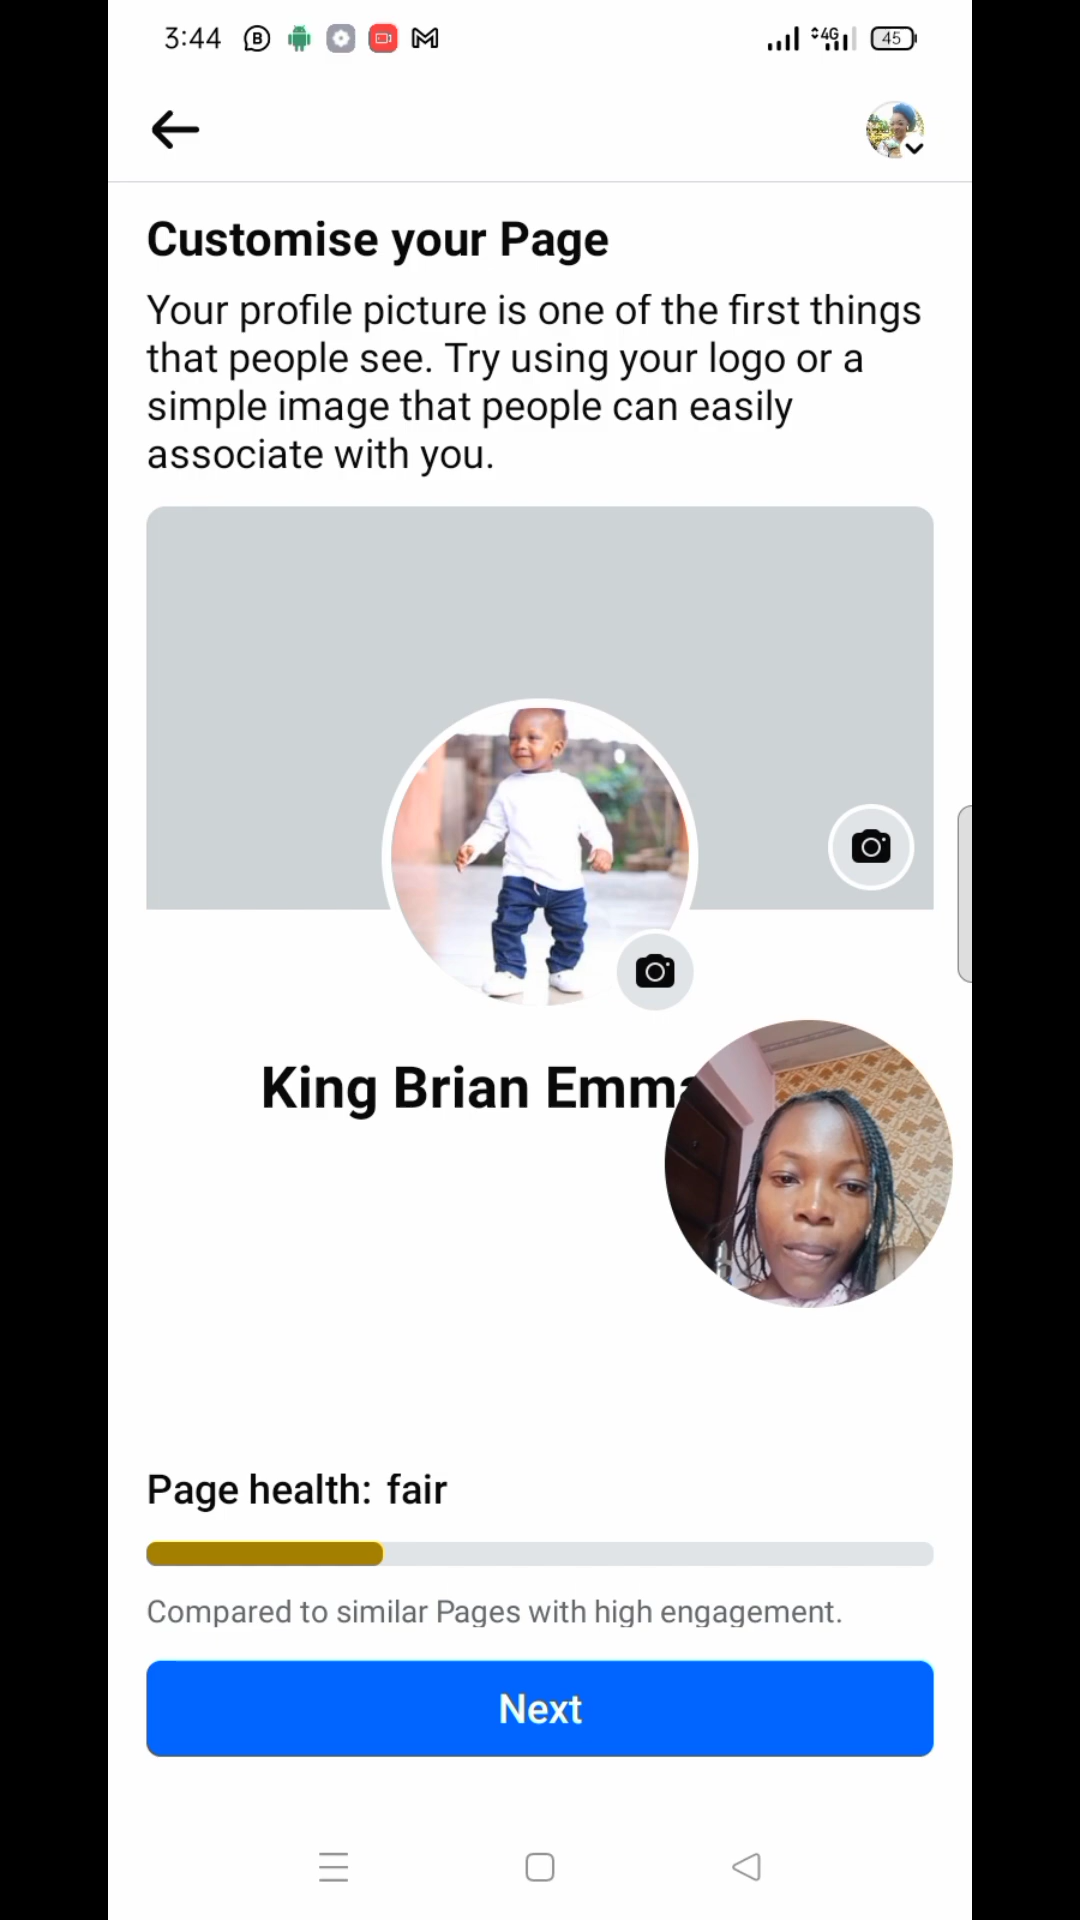 3:44
4G
45
Customise your Page
Your profile picture is one of the first things
that people see. Try using your logo or a
simple image that people can easily
associate with you.
King Brian Emma
Page health: fair
Compared to similar Pages with high engagement.
Next